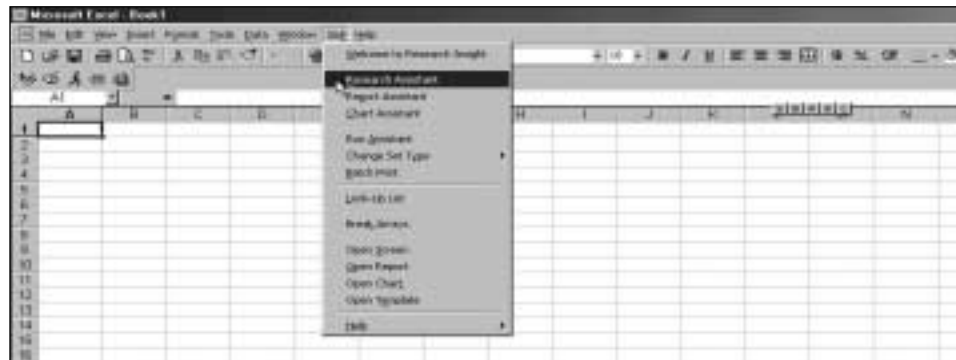 Microsoft Excel - Book1
File Edit View Insert Format Tools Data Window Help
A1
A B C D H I J K N
Welcome to Research Insight
Research Assistant
Report Assistant
Chart Assistant
Run Assistant
Change Set Type
Batch Print
Look-Up List
Break Arrays
Open Screen
Open Report
Open Chart
Open Template
Help
1
2
3
4
5
6
7
8
9
10
11
12
13
14
15
16